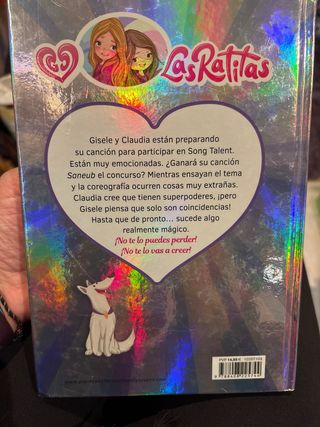 LasRatitas
Gisele y Claudia están preparando
su canción para participar en Song Talent.
Están muy emocionadas. ¿Ganará su canción
Saneub el concurso? Mientras ensayan el tema
y la coreografía ocurren cosas muy extrañas.
Claudia cree que tienen superpoderes, ¡pero
Gisele piensa que solo son coincidencias!
Hasta que de pronto... sucede algo
realmente mágico.
¡No te lo puedes perder!
¡No te lo vas a creer!